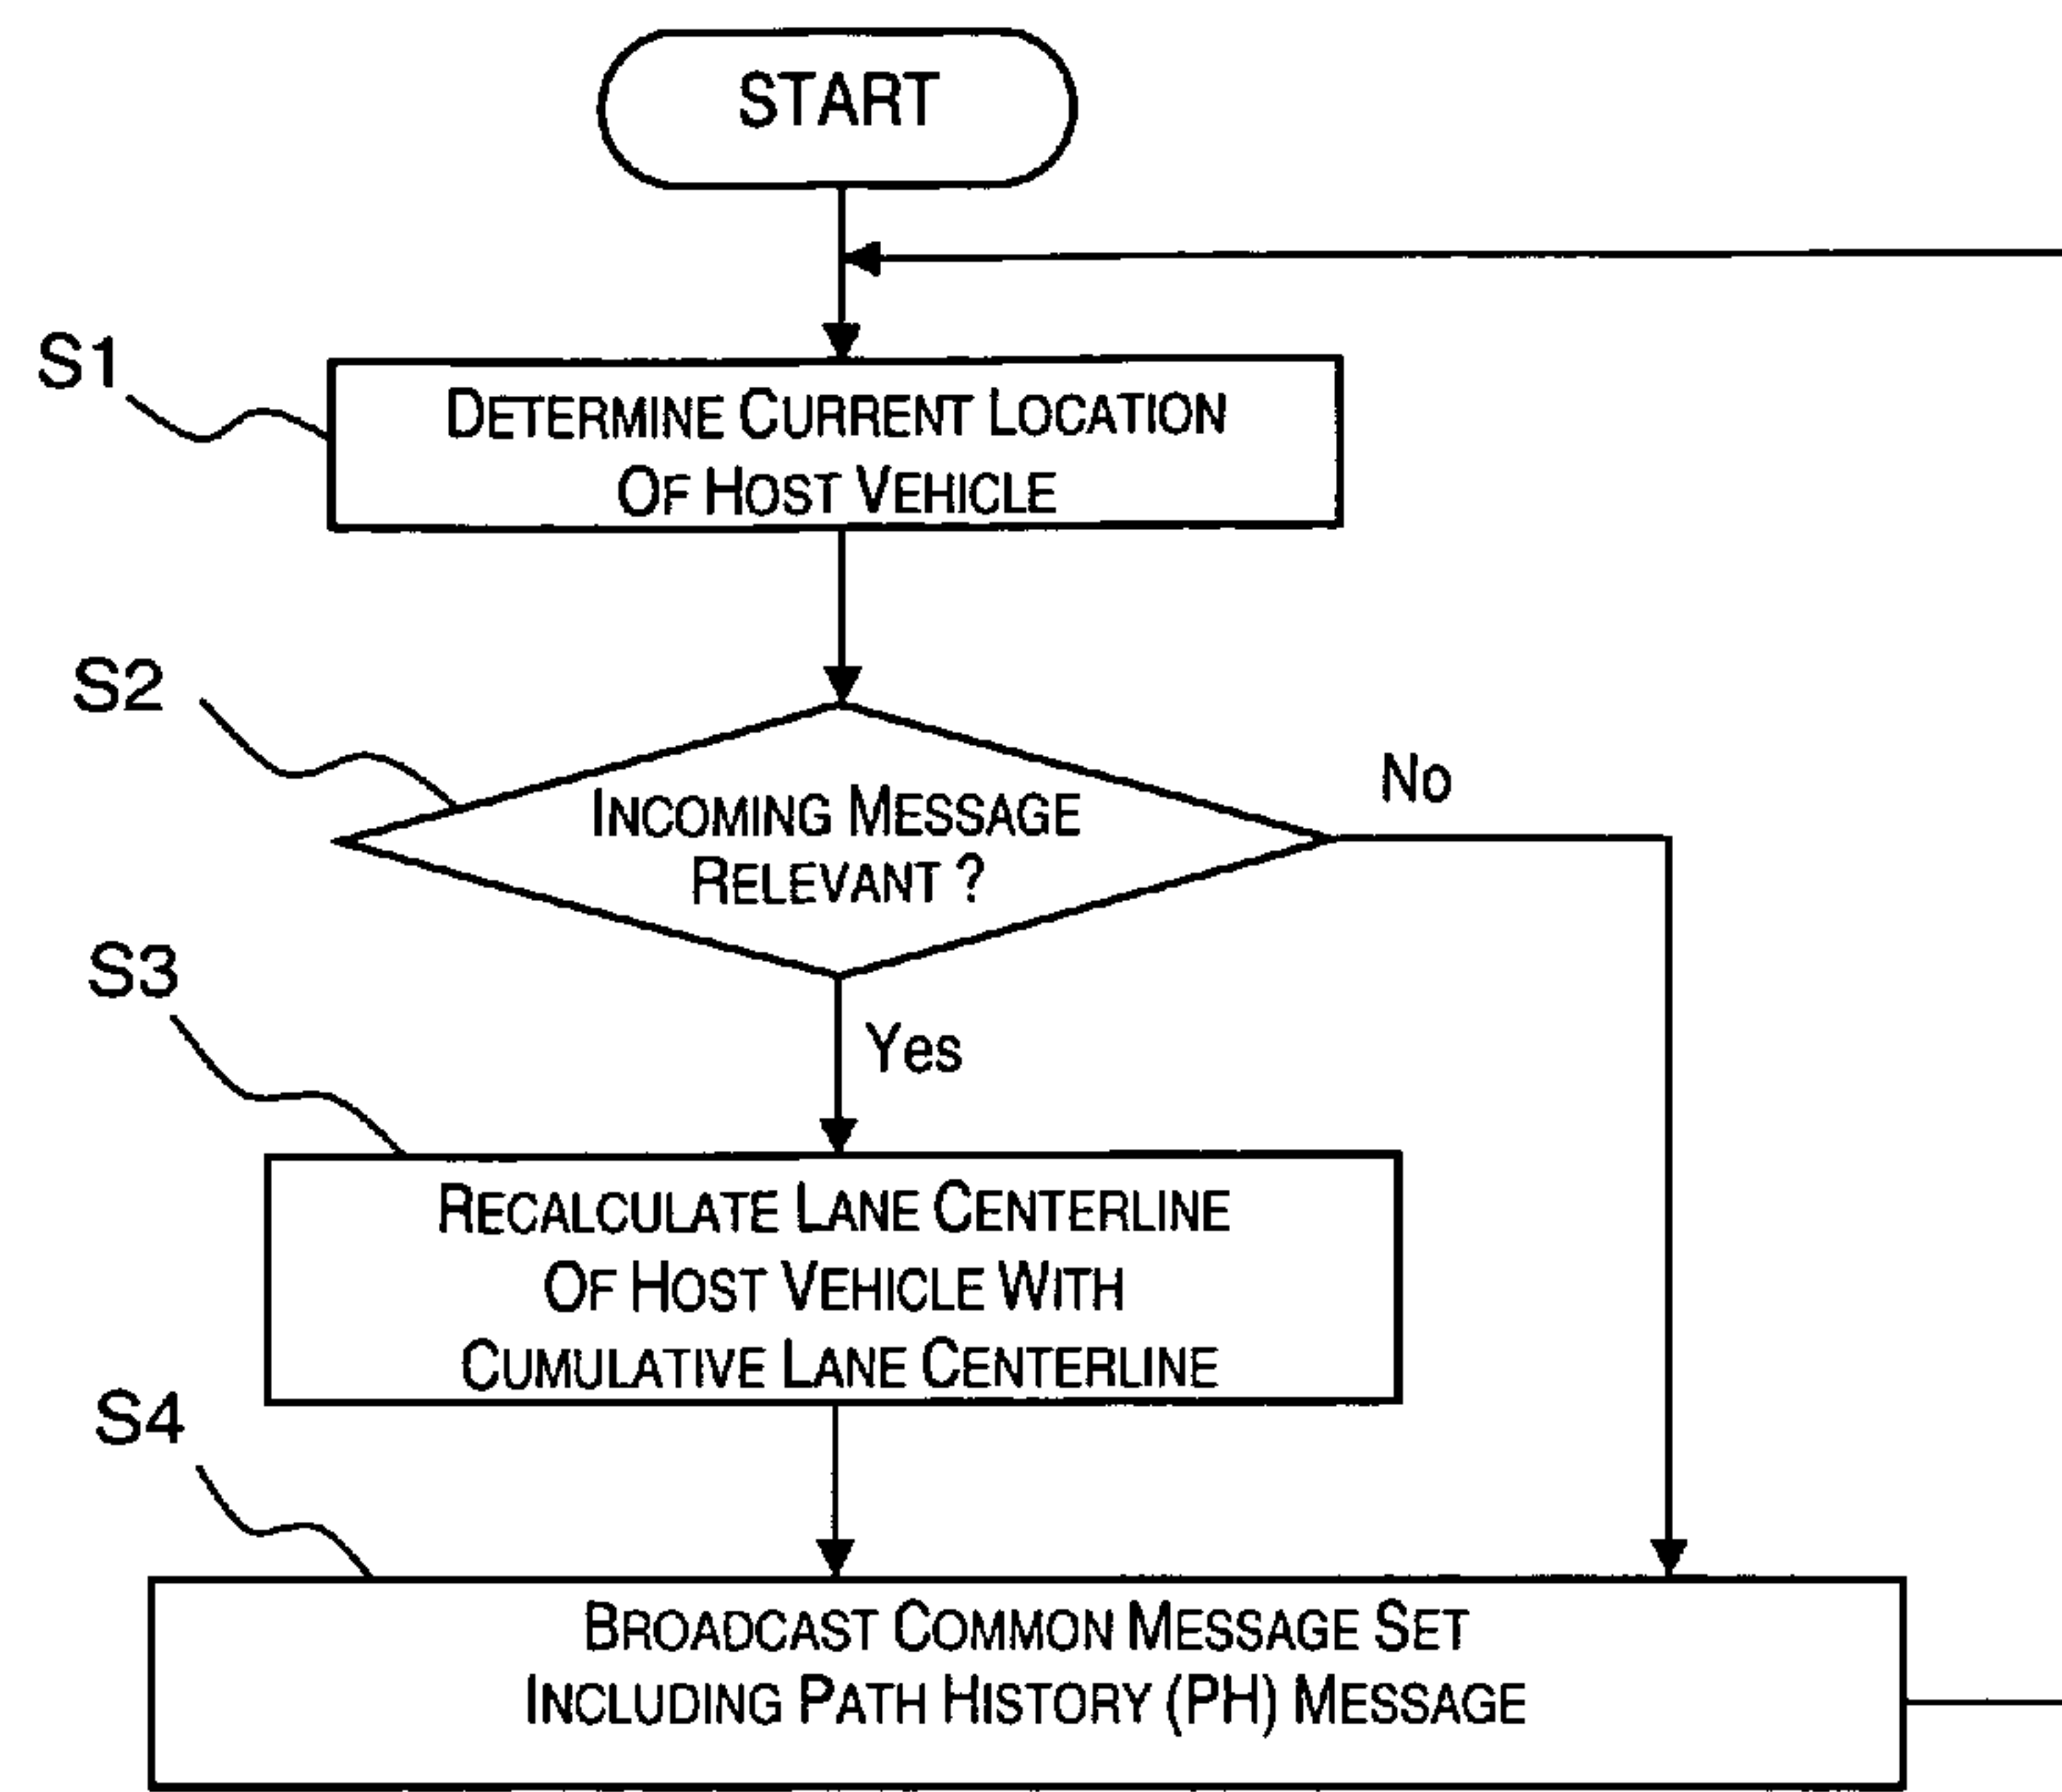 START
S1
DETERMINE CURRENT LOCATION
OF HOST VEHICLE
S2
INCOMING MESSAGE
RELEVANT ?
No
S3
Yes
RECALCULATE LANE CENTERLINE
OF HOST VEHICLE WITH
CUMULATIVE LANE CENTERLINE
S4
BROADCAST COMMON MESSAGE SET
INCLUDING PATH HISTORY (PH) MESSAGE